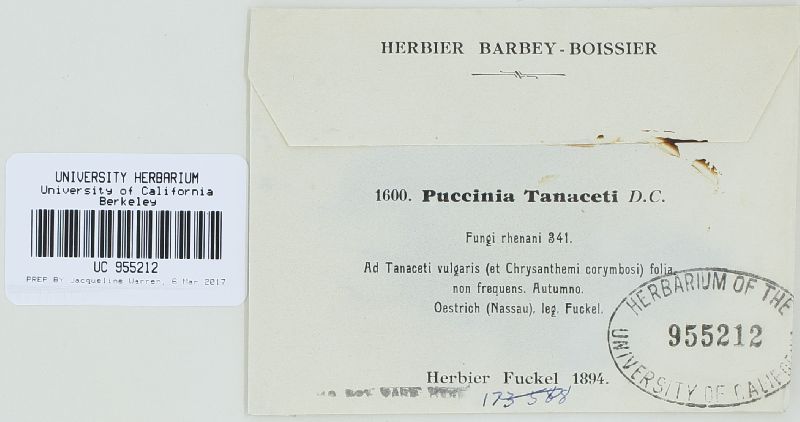 HERBIER BARBEY-BOISSIER
1600. Puccinia Tanaceti D.C.
Fungi rhenani 341.
Ad Tanaceti vulgaris (et Chrysanthemi corymbosi) folia,
non frequens. Autumno.
Oestrich (Nassau), leg. Fuckel.
Herbier Fuckel 1894.
173588
UNIVERSITY HERBARIUM
University of California
Berkeley
UC 955212
PREP BY Jacqueline Warren, 6 Mar 2017
HERBARIUM OF THE
955212
UNIVERSITY OF